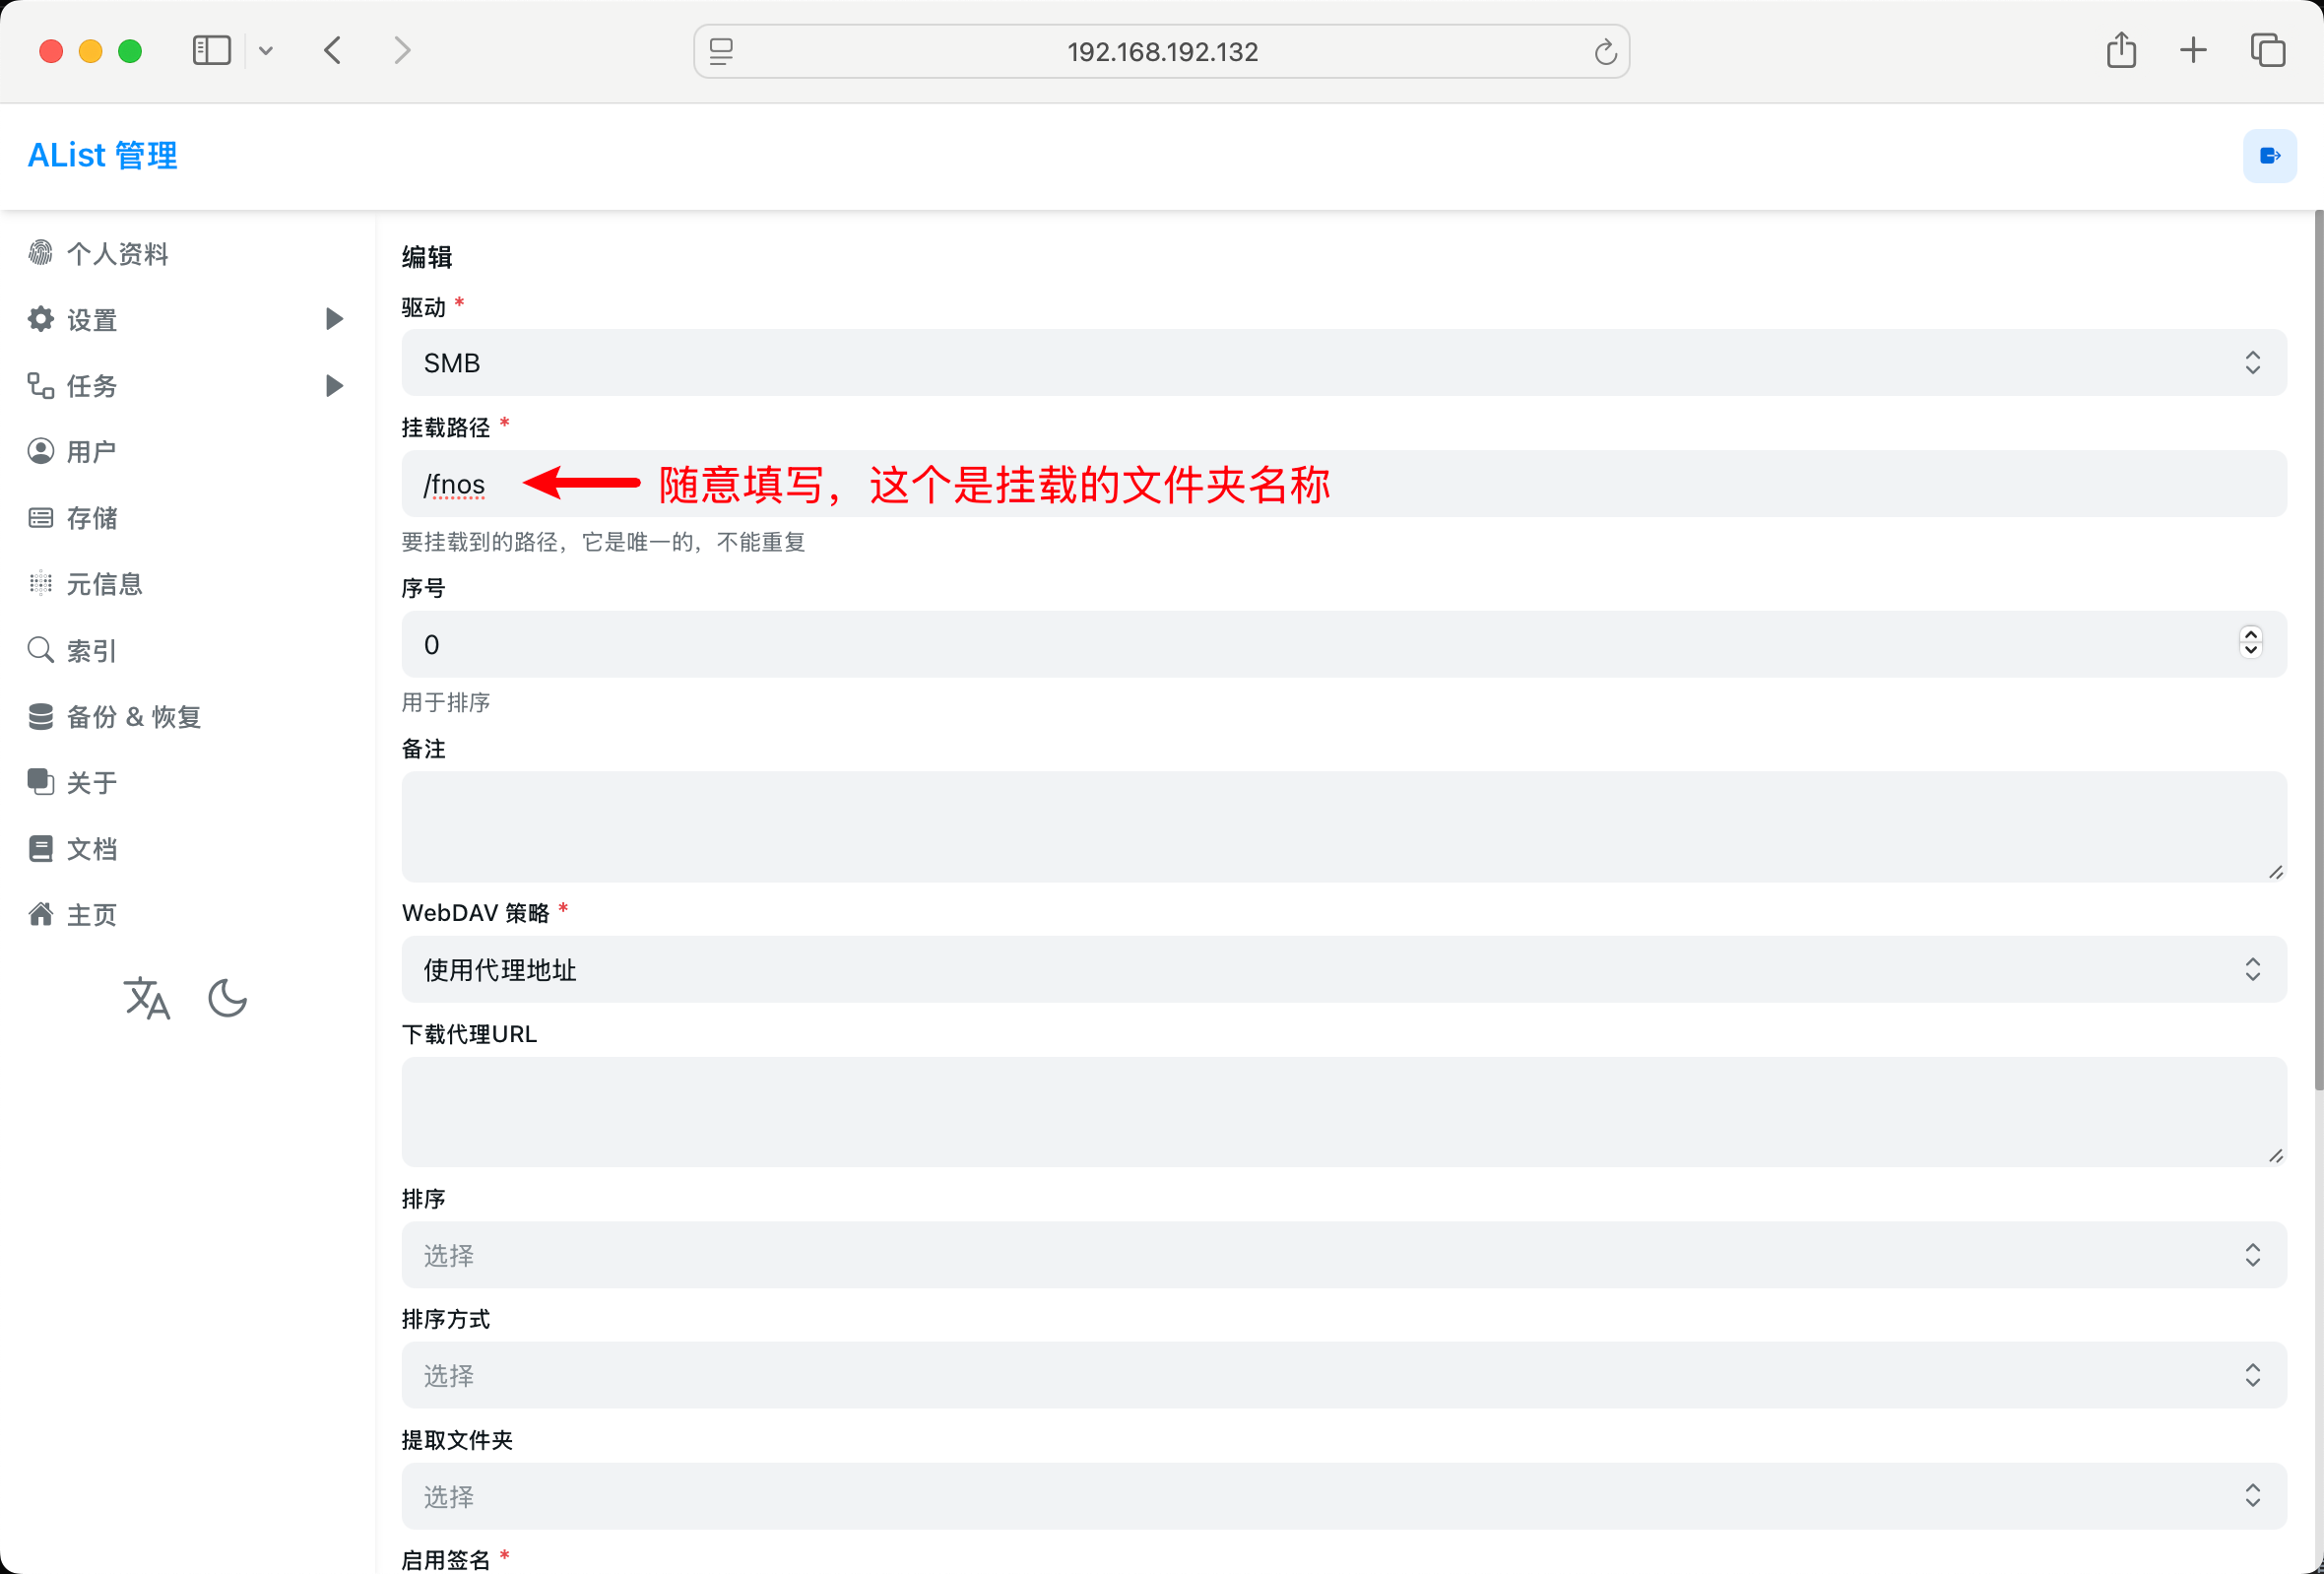 192.168.192.132
AList 管理
个人资料
设置
任务
用户
存储
元信息
索引
备份 & 恢复
关于
文档
主页
编辑
驱动 *
SMB
挂载路径 *
/fnos
随意填写，这个是挂载的文件夹名称
要挂载到的路径，它是唯一的，不能重复
序号
0
用于排序
备注
WebDAV 策略 *
使用代理地址
下载代理URL
排序
选择
排序方式
选择
提取文件夹
选择
启用签名 *